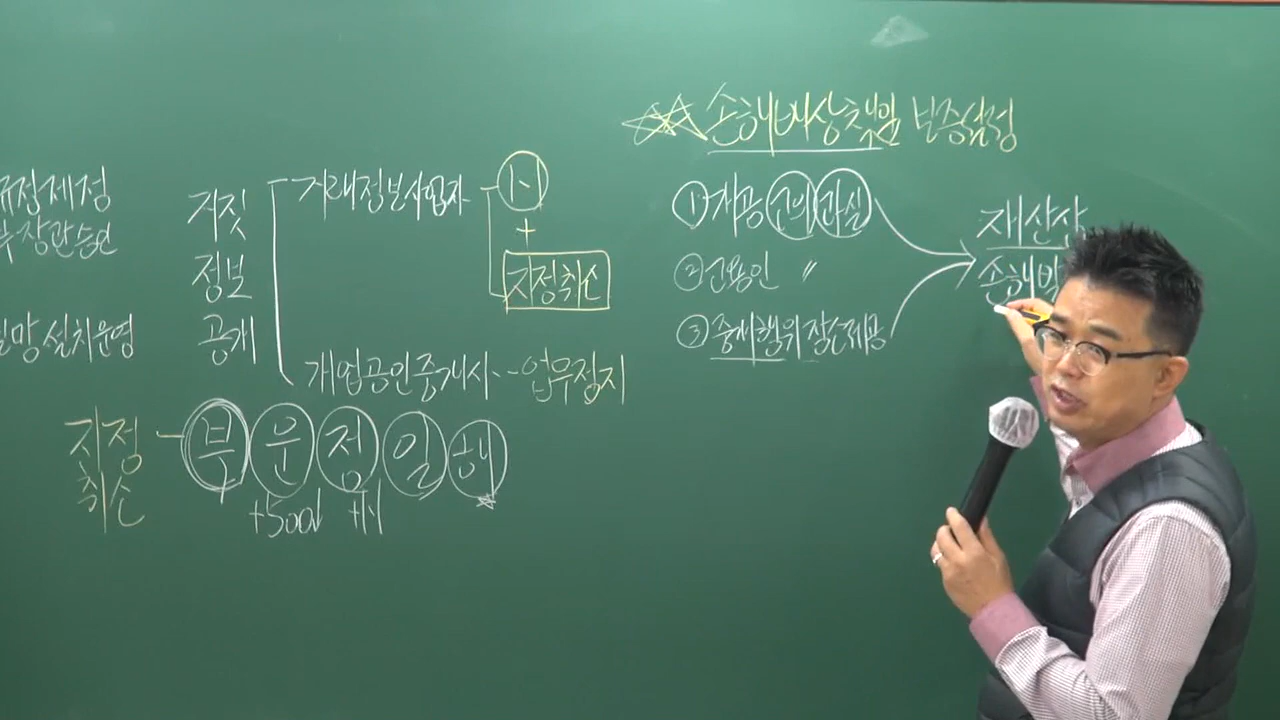 손해배상책임 보증설정
규정제정
부장관승인
설치운영
거짓
정보
공개
거래정보사업자
1-1
+
지정취소
개업공인중개사 - 업무정지
지정
취소
부 운 정 일 해
+500 +1-1
① 개공 고의 과실
② 고용인 〃
③ 중개행위 장소제공
재산상
손해